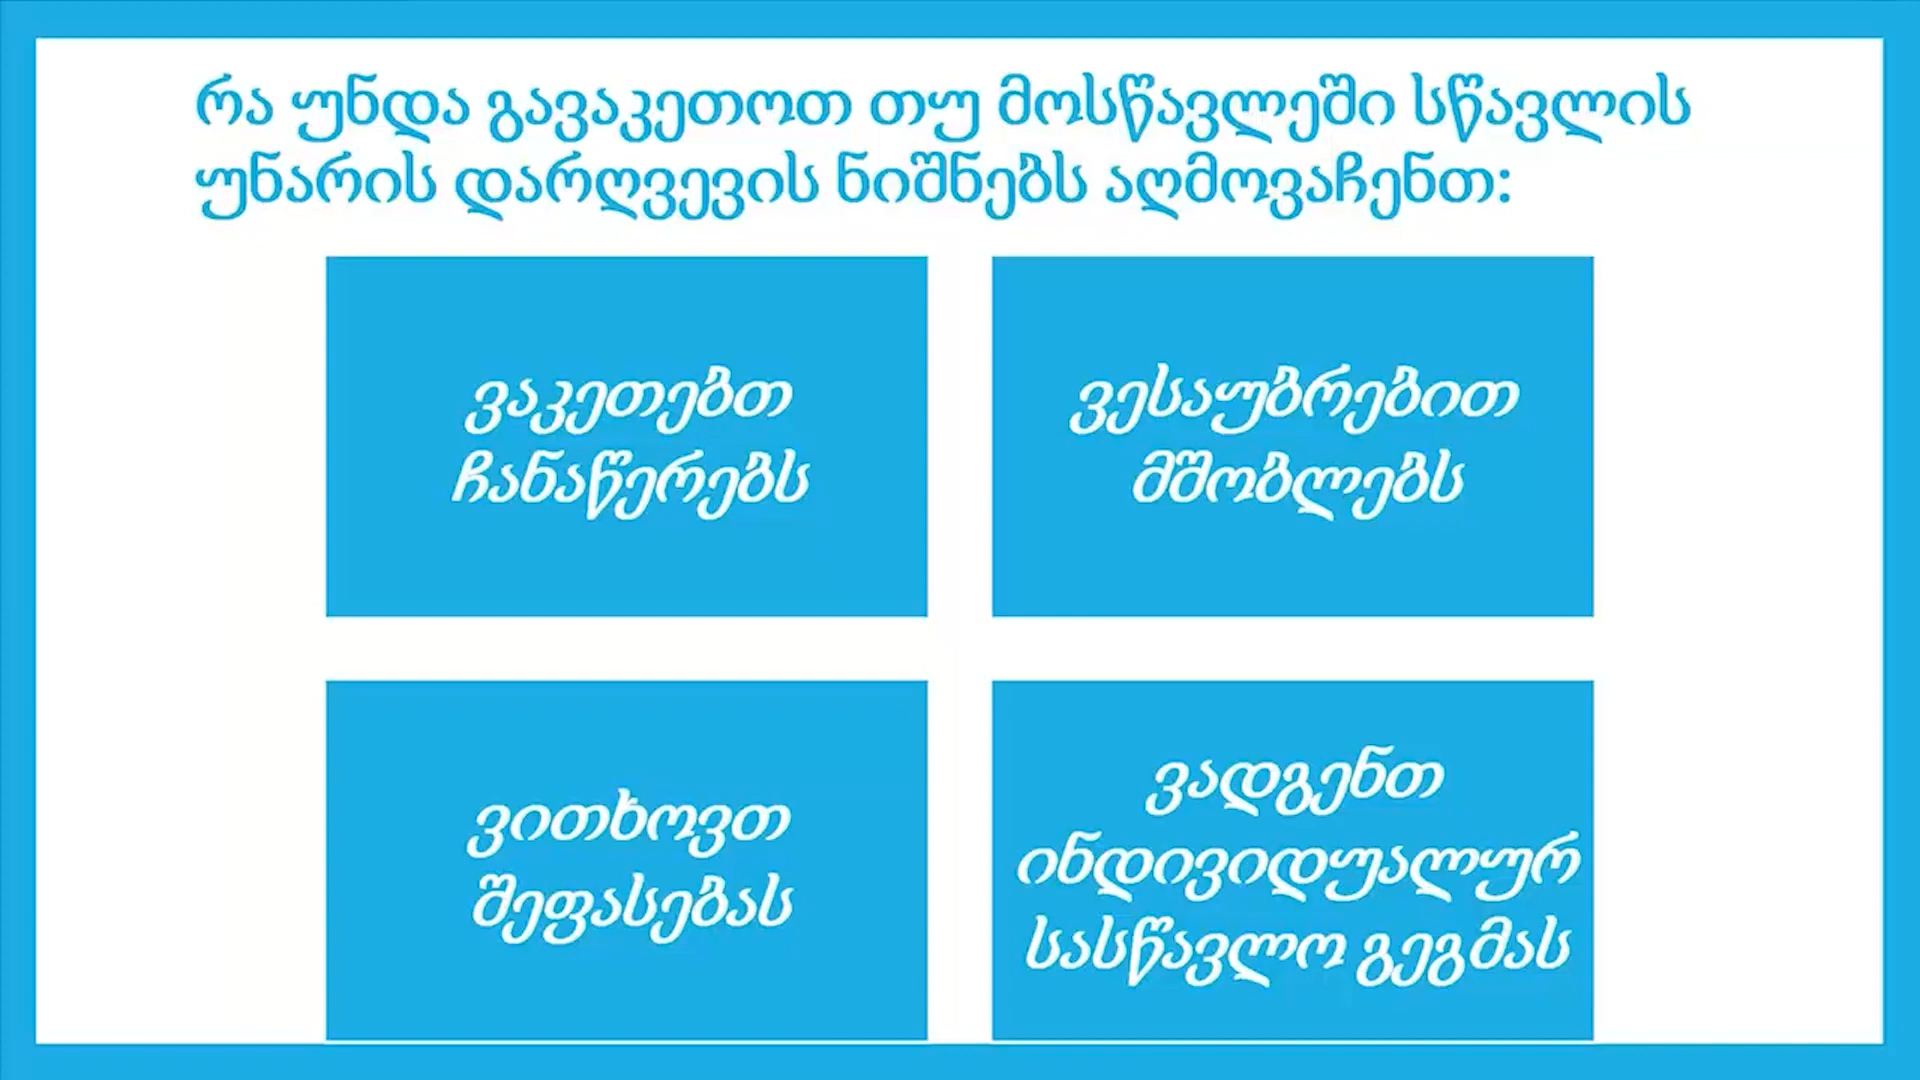 რა უნდა გავაკეთოთ თუ მოსწავლეში სწავლის
უნარის დარღვევის ნიშნებს აღმოვაჩენთ:
ვაკეთებთ
ჩანაწერებს
ვესაუბრებით
მშობლებს
ვითხოვთ
შეფასებას
ვადგენთ
ინდივიდუალურ
სასწავლო გეგმას